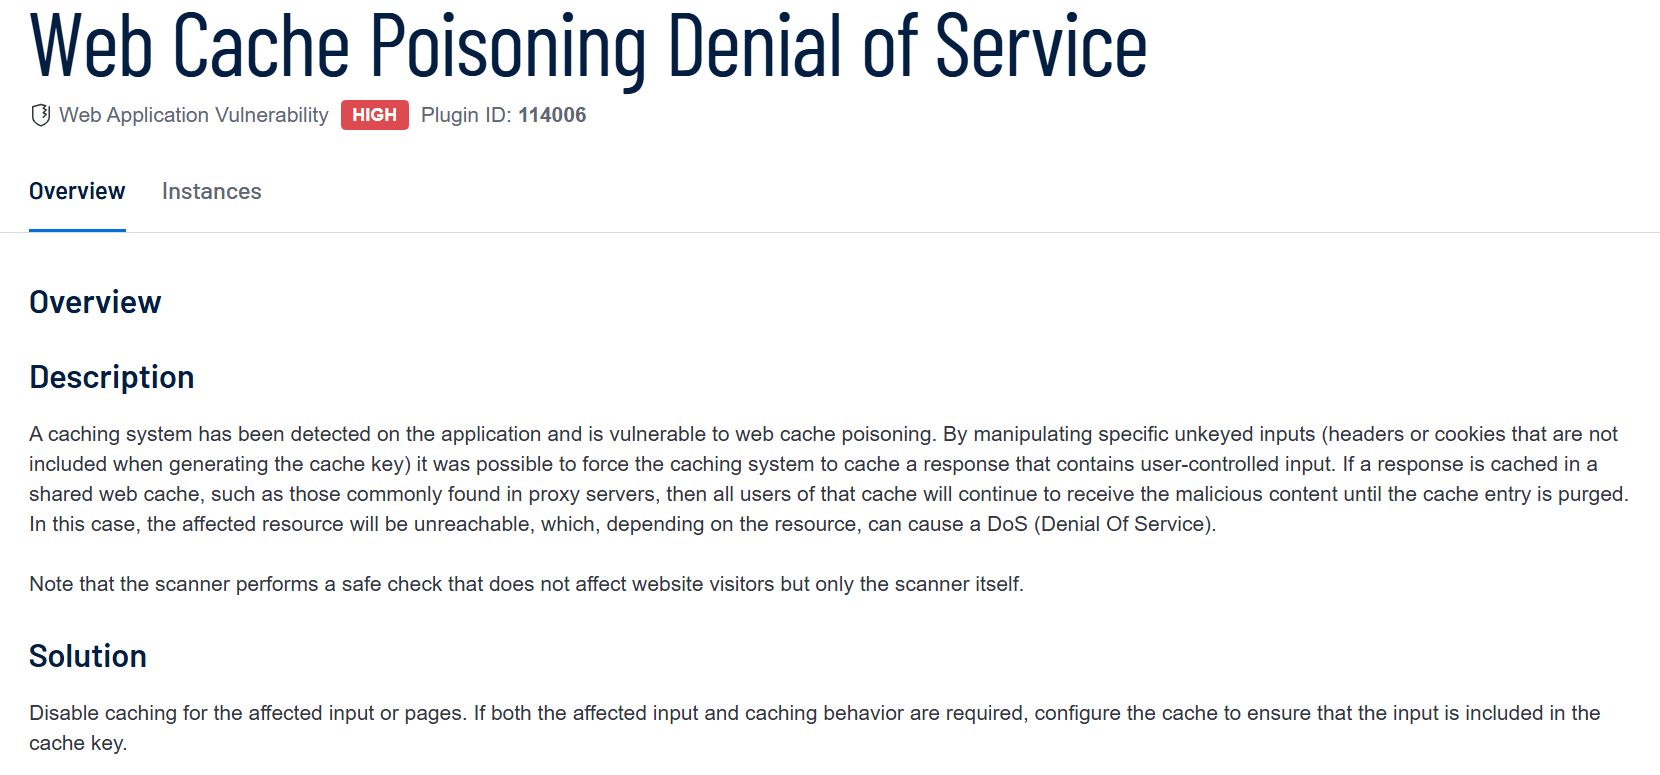 Web Cache Poisoning Denial of Service
Web Application Vulnerability HIGH Plugin ID: 114006
Overview Instances
Overview
Description
A caching system has been detected on the application and is vulnerable to web cache poisoning. By manipulating specific unkeyed inputs (headers or cookies that are not
included when generating the cache key) it was possible to force the caching system to cache a response that contains user-controlled input. If a response is cached in a
shared web cache, such as those commonly found in proxy servers, then all users of that cache will continue to receive the malicious content until the cache entry is purged.
In this case, the affected resource will be unreachable, which, depending on the resource, can cause a DoS (Denial Of Service).
Note that the scanner performs a safe check that does not affect website visitors but only the scanner itself.
Solution
Disable caching for the affected input or pages. If both the affected input and caching behavior are required, configure the cache to ensure that the input is included in the
cache key.